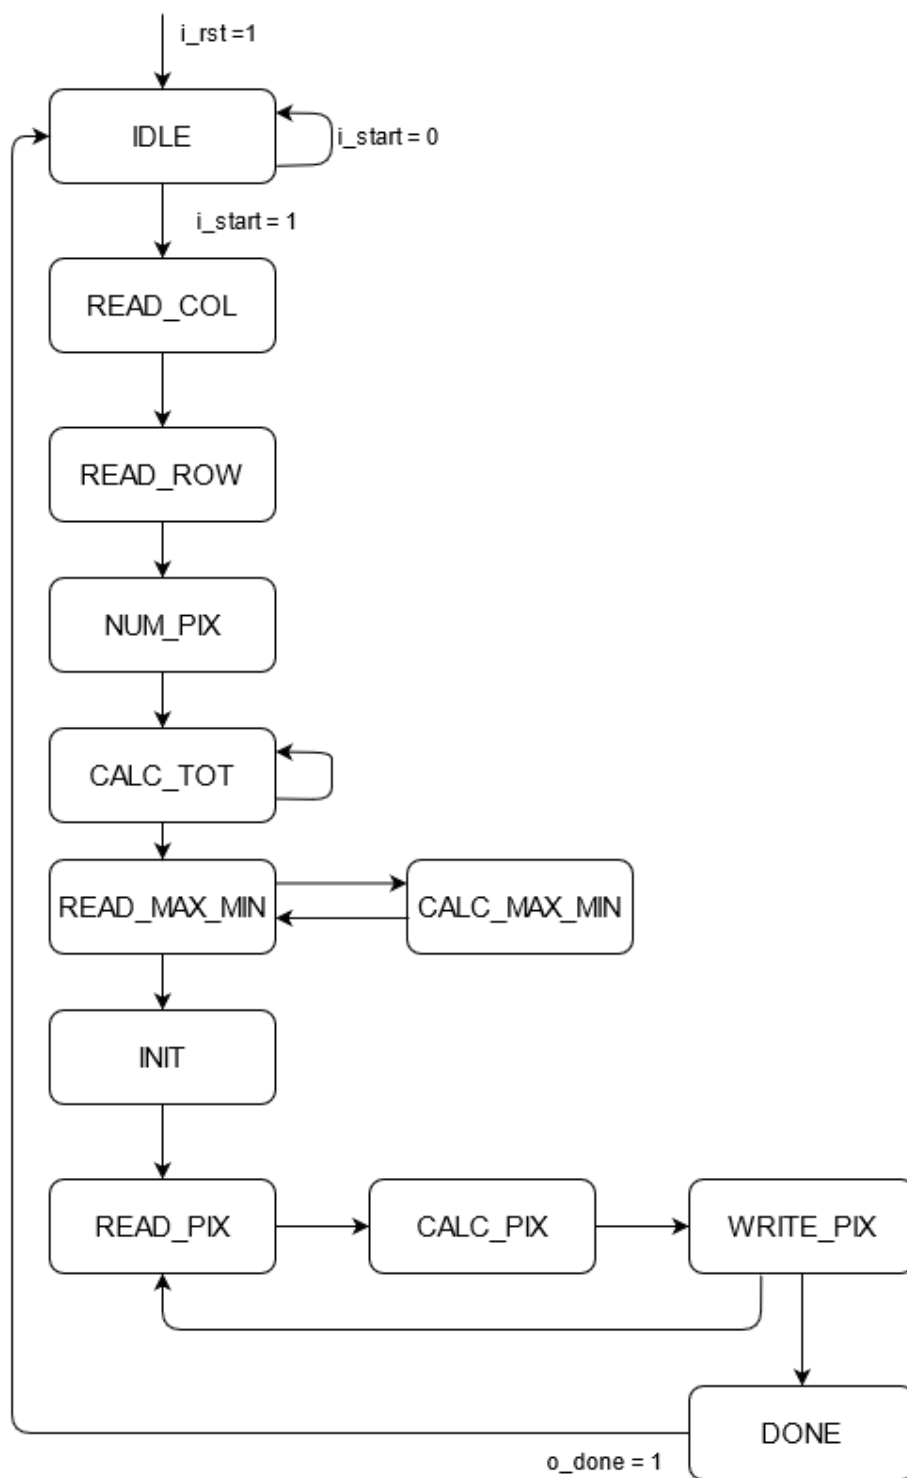 i_rst =1
IDLE
i_start = 0
i_start = 1
READ_COL
READ_ROW
NUM_PIX
CALC_TOT
READ_MAX_MIN
CALC_MAX_MIN
INIT
READ_PIX
CALC_PIX
WRITE_PIX
DONE
o_done = 1